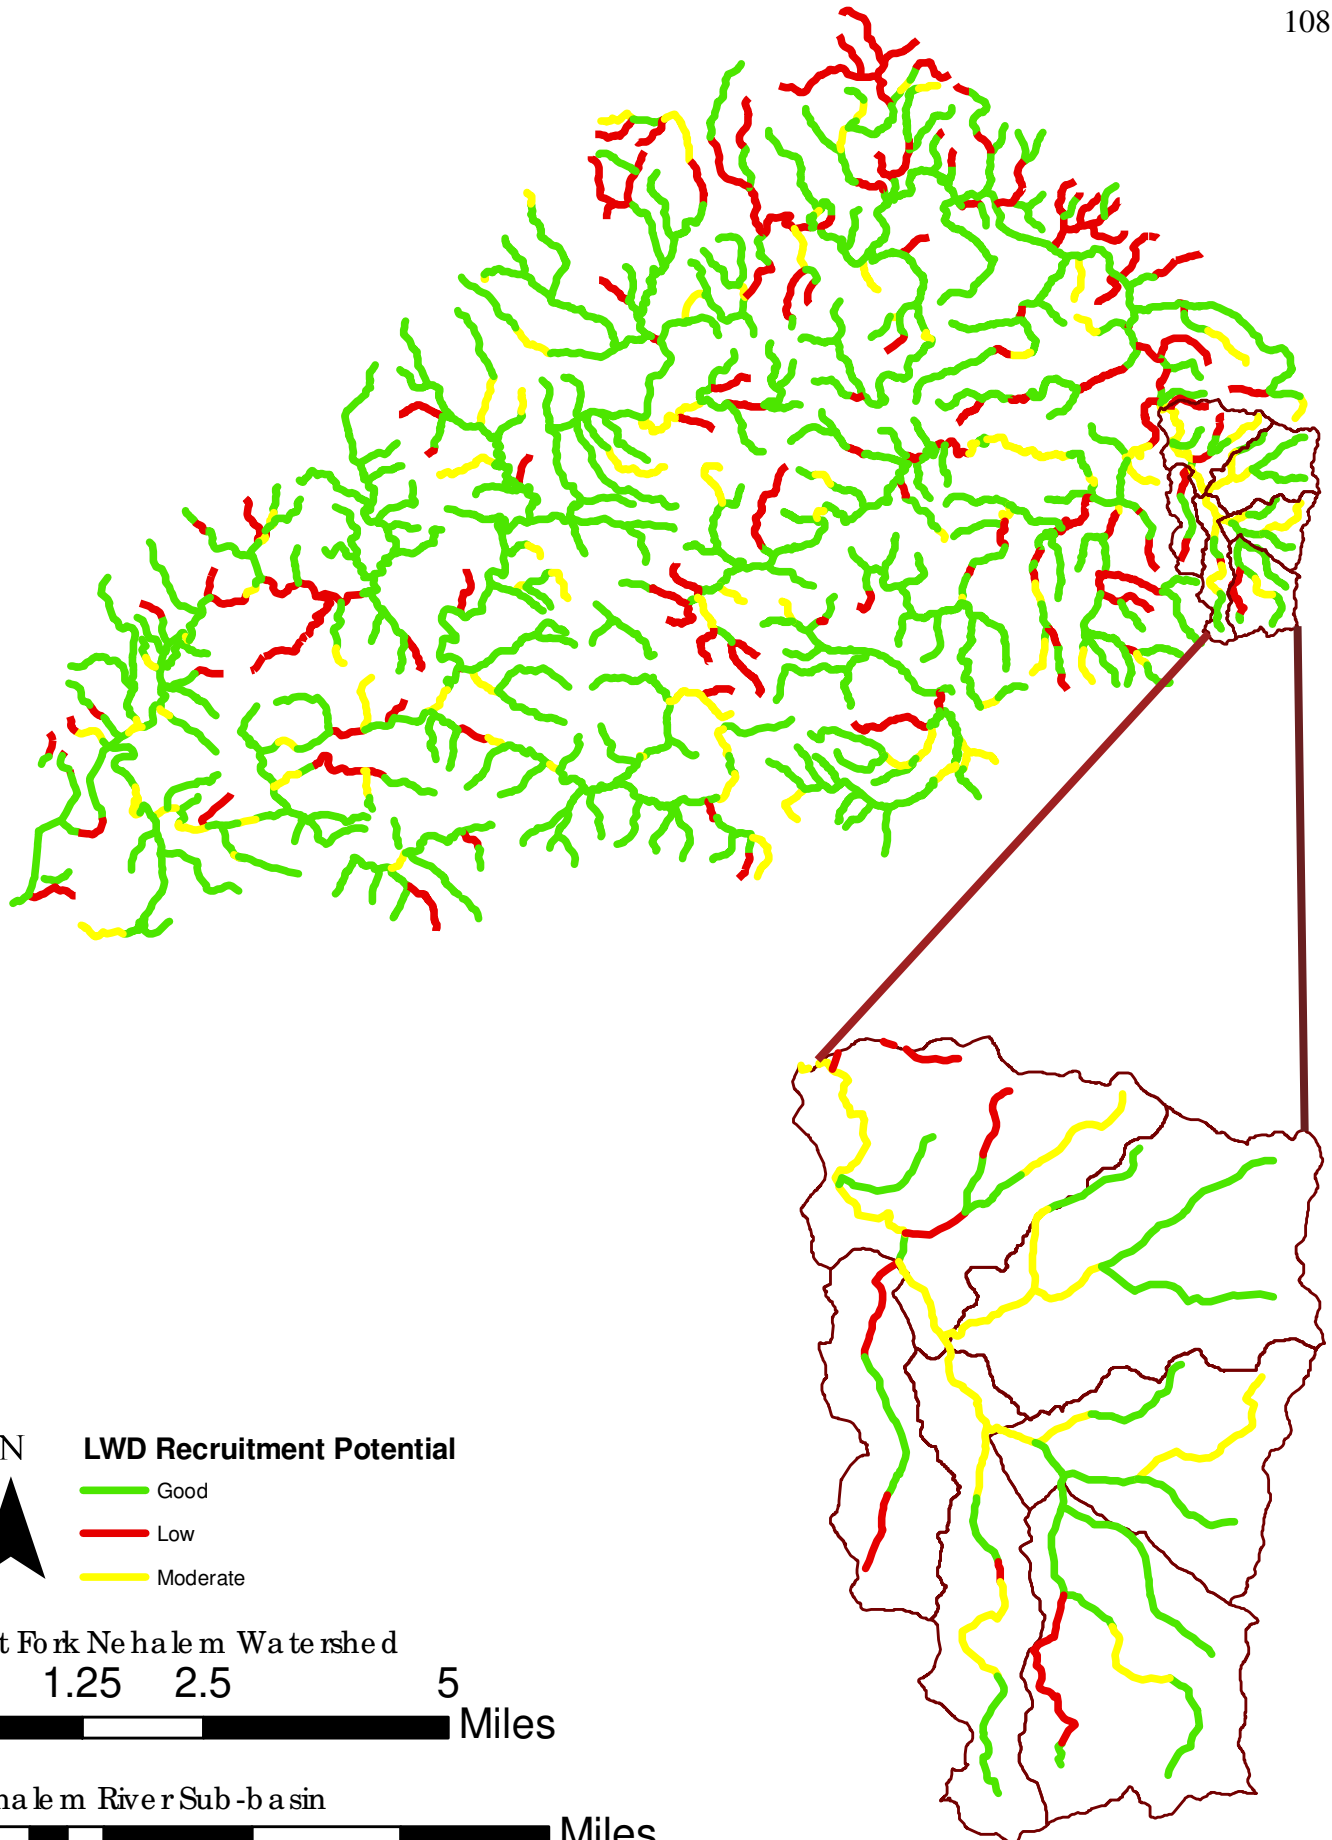 108
N
LWD Recruitment Potential
Good
Low
Moderate
t Fork Nehalem Watershed
1.25 2.5 5
Miles
halem River Sub-basin
Miles